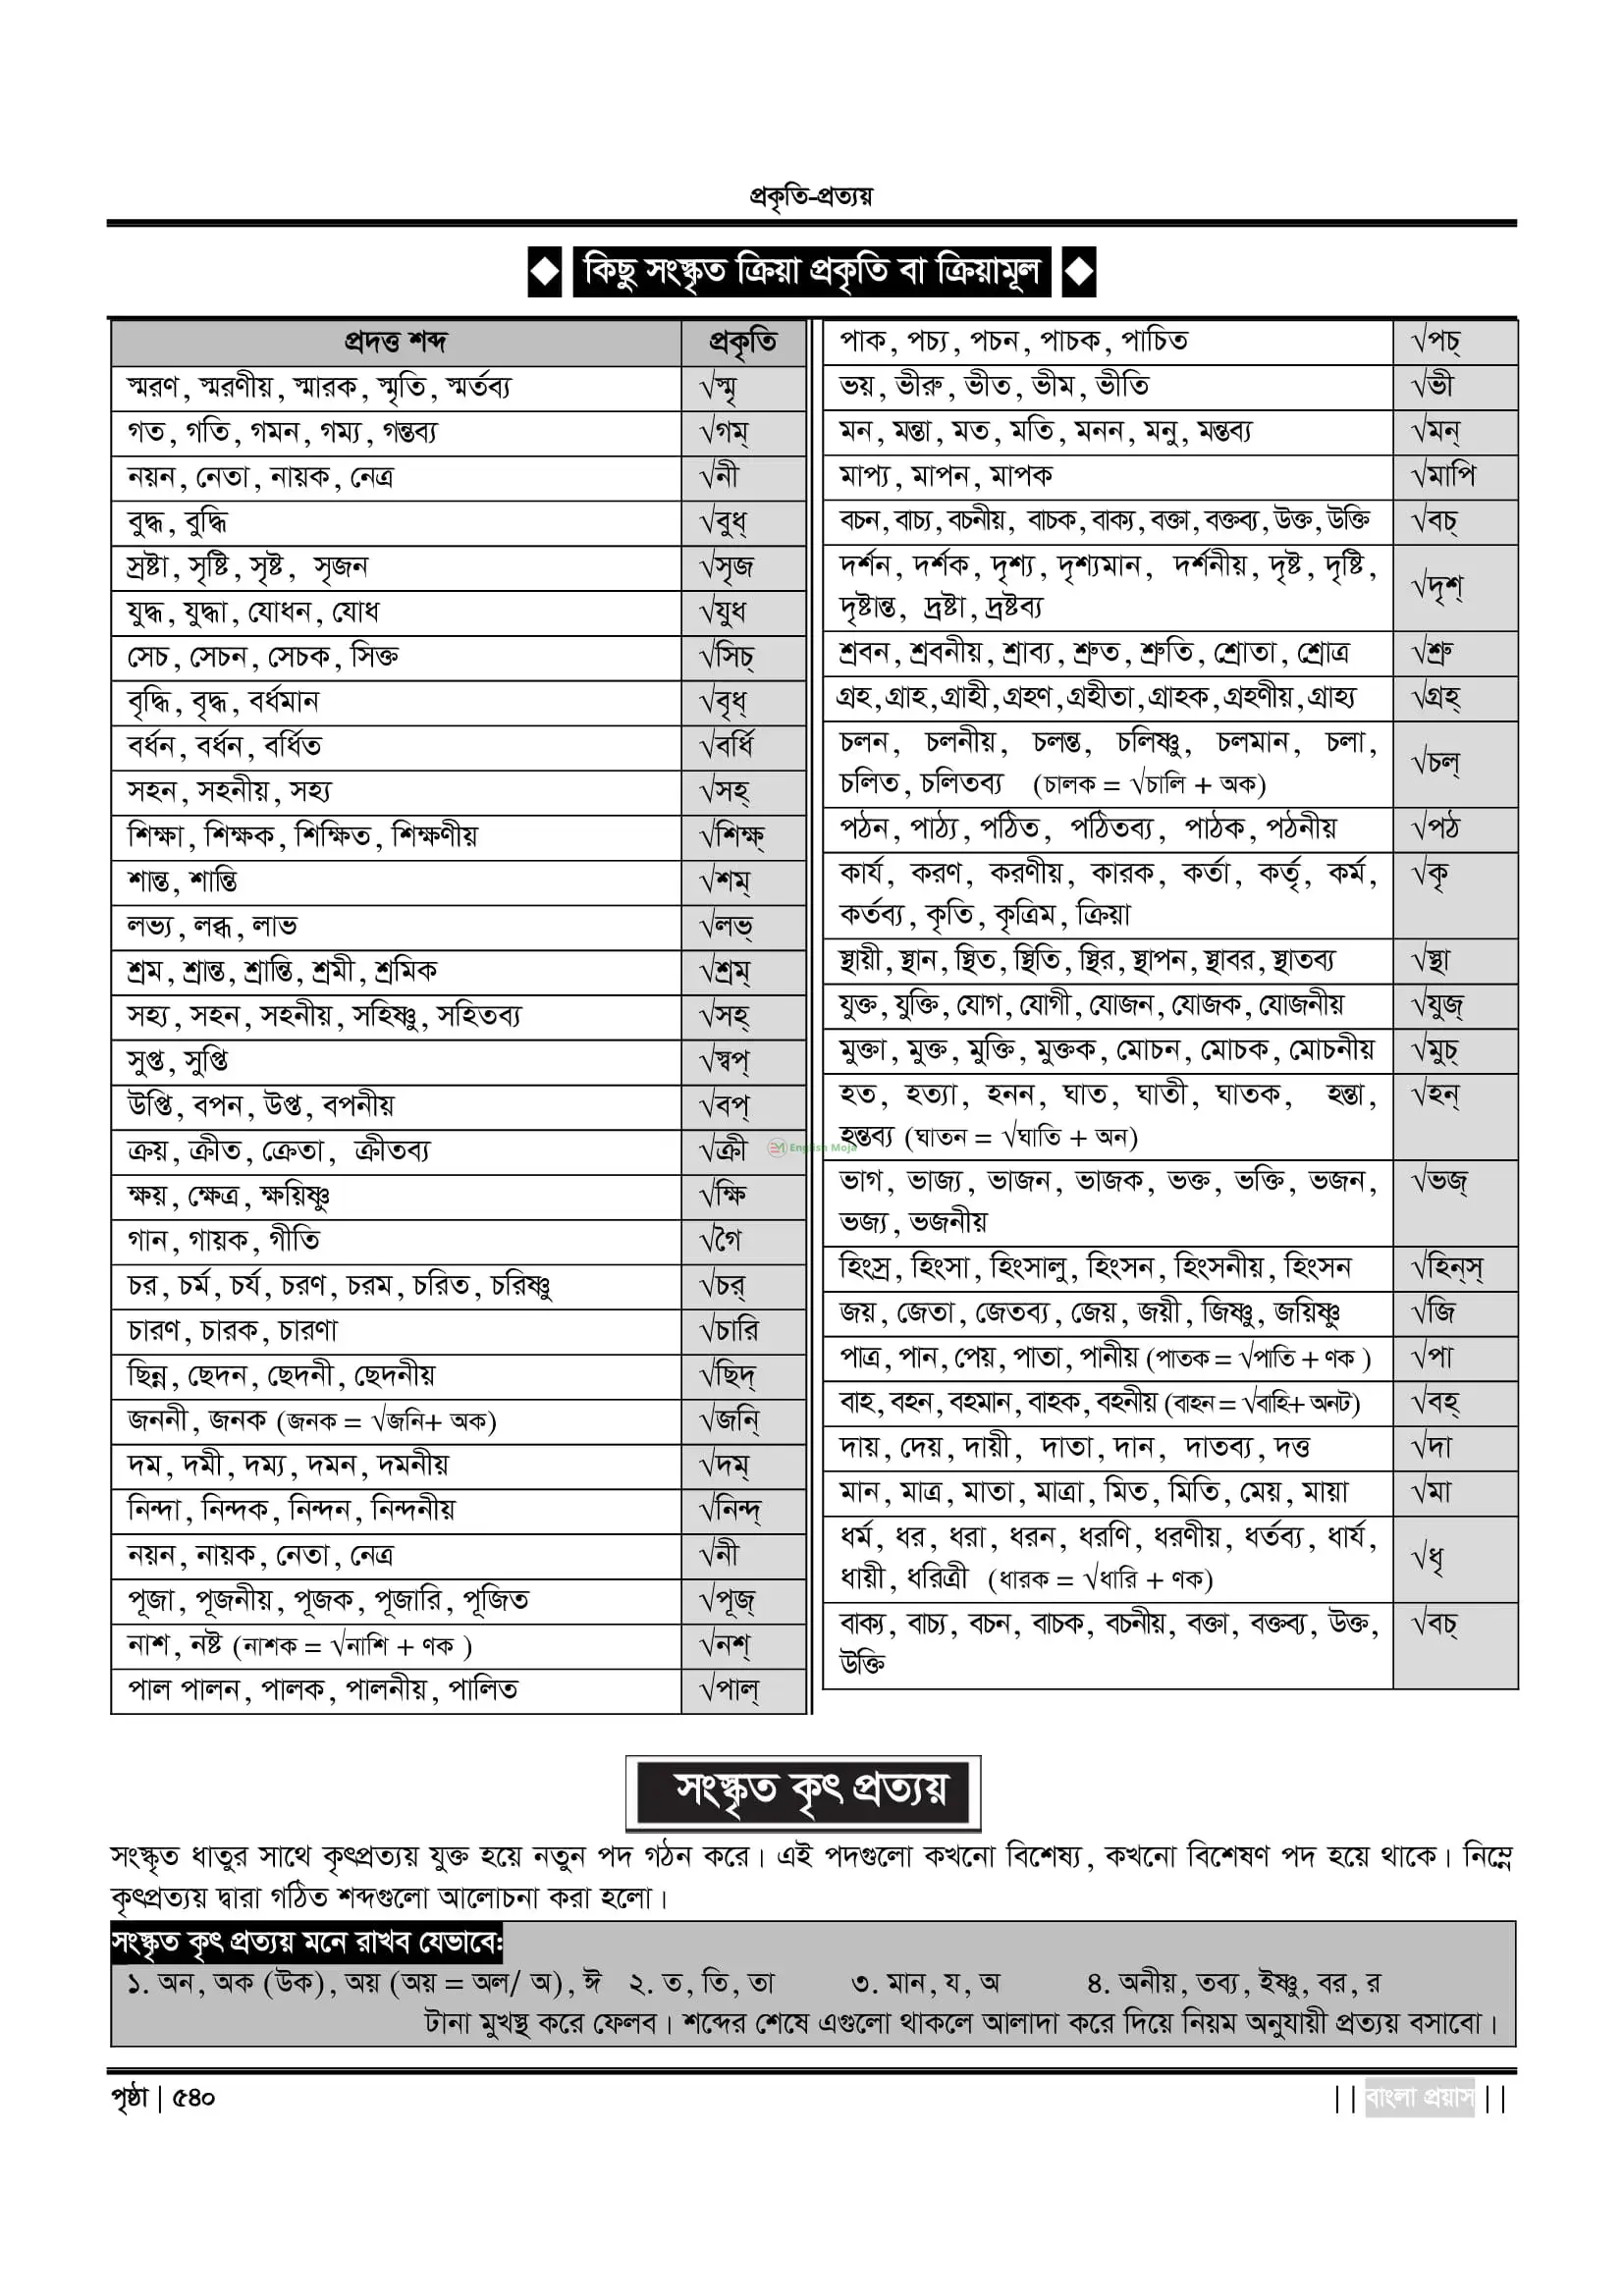 প্রকৃতি-প্রত্যয়
কিছু সংস্কৃত ক্রিয়া প্রকৃতি বা ক্রিয়ামূল
প্রদত্ত শব্দ প্রকৃতি
স্মরণ, স্মরণীয়, স্মারক, স্মৃতি, স্মর্তব্য √স্মৃ
গত, গতি, গমন, গম্য, গন্তব্য √গম্
নয়ন, নেতা, নায়ক, নেত্র √নী
বুদ্ধ, বুদ্ধি √বুধ্
স্রষ্টা, সৃষ্টি, সৃষ্ট, সৃজন √সৃজ
যুদ্ধ, যুদ্ধা, যোধন, যোধ √যুধ
সেচ, সেচন, সেচক, সিক্ত √সিচ্
বৃদ্ধি, বৃদ্ধ, বর্ধমান √বৃধ্
বর্ধন, বর্ধন, বর্ধিত √বর্ধি
সহন, সহনীয়, সহ্য √সহ্
শিক্ষা, শিক্ষক, শিক্ষিত, শিক্ষণীয় √শিক্ষ্
শান্ত, শান্তি √শম্
লভ্য, লব্ধ, লাভ √লভ্
শ্রম, শ্রান্ত, শ্রান্তি, শ্রমী, শ্রমিক √শ্রম্
সহ্য, সহন, সহনীয়, সহিষ্ণু, সহিতব্য √সহ্
সুপ্ত, সুপ্তি √স্বপ্
উপ্তি, বপন, উপ্ত, বপনীয় √বপ্
ক্রয়, ক্রীত, ক্রেতা, ক্রীতব্য √ক্রী
ক্ষয়, ক্ষেত্র, ক্ষয়িষ্ণু √ক্ষি
গান, গায়ক, গীতি √গৈ
চর, চর্ম, চর্য, চরণ, চরম, চরিত, চরিষ্ণু √চর্
চারণ, চারক, চারণা √চারি
ছিন্ন, ছেদন, ছেদনী, ছেদনীয় √ছিদ্
জননী, জনক (জনক = √জনি+ অক) √জনি্
দম, দমী, দম্য, দমন, দমনীয় √দম্
নিন্দা, নিন্দক, নিন্দন, নিন্দনীয় √নিন্দ্
নয়ন, নায়ক, নেতা, নেত্র √নী
পূজা, পূজনীয়, পূজক, পূজারি, পূজিত √পূজ্
নাশ, নষ্ট (নাশক = √নাশি + ণক ) √নশ্
পাল পালন, পালক, পালনীয়, পালিত √পাল্
পাক, পচ্য, পচন, পাচক, পাচিত √পচ্
ভয়, ভীরু, ভীত, ভীম, ভীতি √ভী
মন, মন্তা, মত, মতি, মনন, মনু, মন্তব্য √মন্
মাপ্য, মাপন, মাপক √মাপি
বচন, বাচ্য, বচনীয়, বাচক, বাক্য, বক্তা, বক্তব্য, উক্ত, উক্তি √বচ্
দর্শন, দর্শক, দৃশ্য, দৃশ্যমান, দর্শনীয়, দৃষ্ট, দৃষ্টি,
দৃষ্টান্ত, দ্রষ্টা, দ্রষ্টব্য √দৃশ্
শ্রবন, শ্রবনীয়, শ্রাব্য, শ্রুত, শ্রুতি, শ্রোতা, শ্রোত্র √শ্রু
গ্রহ, গ্রাহ, গ্রাহী, গ্রহণ, গ্রহীতা, গ্রাহক, গ্রহণীয়, গ্রাহ্য √গ্রহ্
চলন, চলনীয়, চলন্ত, চলিষ্ণু, চলমান, চলা,
চলিত, চলিতব্য (চালক = √চালি + অক) √চল্
পঠন, পাঠ্য, পঠিত, পঠিতব্য, পাঠক, পঠনীয় √পঠ
কার্য, করণ, করণীয়, কারক, কর্তা, কর্তৃ, কর্ম, √কৃ
কর্তব্য, কৃতি, কৃত্রিম, ক্রিয়া
স্থায়ী, স্থান, স্থিত, স্থিতি, স্থির, স্থাপন, স্থাবর, স্থাতব্য √স্থা
যুক্ত, যুক্তি, যোগ, যোগী, যোজন, যোজক, যোজনীয় √যুজ্
মুক্তা, মুক্ত, মুক্তি, মুক্তক, মোচন, মোচক, মোচনীয় √মুচ্
হত, হত্যা, হনন, ঘাত, ঘাতী, ঘাতক, হন্তা, √হন্
হন্তব্য (ঘাতন = √ঘাতি + অন)
ভাগ, ভাজ্য, ভাজন, ভাজক, ভক্ত, ভক্তি, ভজন, √ভজ্
ভজ্য, ভজনীয়
হিংস্র, হিংসা, হিংসালু, হিংসন, হিংসনীয়, হিংসন √হিন্‌স্
জয়, জেতা, জেতব্য, জেয়, জয়ী, জিষ্ণু, জয়িষ্ণু √জি
পাত্র, পান, পেয়, পাতা, পানীয় (পাতক = √পাতি + ণক ) √পা
বাহ, বহন, বহমান, বাহক, বহনীয় (বাহন = √বাহি+ অনট) √বহ্
দায়, দেয়, দায়ী, দাতা, দান, দাতব্য, দত্ত √দা
মান, মাত্র, মাতা, মাত্রা, মিত, মিতি, মেয়, মায়া √মা
ধর্ম, ধর, ধরা, ধরন, ধরণি, ধরণীয়, ধর্তব্য, ধার্য,
ধায়ী, ধরিত্রী (ধারক = √ধারি + ণক) √ধৃ
বাক্য, বাচ্য, বচন, বাচক, বচনীয়, বক্তা, বক্তব্য, উক্ত, √বচ্
উক্তি
English Moja
সংস্কৃত কৃৎ প্রত্যয়
সংস্কৃত ধাতুর সাথে কৃৎপ্রত্যয় যুক্ত হয়ে নতুন পদ গঠন করে। এই পদগুলো কখনো বিশেষ্য, কখনো বিশেষণ পদ হয়ে থাকে। নিম্নে
কৃৎপ্রত্যয় দ্বারা গঠিত শব্দগুলো আলোচনা করা হলো।
সংস্কৃত কৃৎ প্রত্যয় মনে রাখব যেভাবে:
১. অন, অক (উক), অয় (অয় = অল/ অ), ঈ ২. ত, তি, তা ৩. মান, য, অ ৪. অনীয়, তব্য, ইষ্ণু, বর, র
টানা মুখস্থ করে ফেলব। শব্দের শেষে এগুলো থাকলে আলাদা করে দিয়ে নিয়ম অনুযায়ী প্রত্যয় বসাবো।
পৃষ্ঠা | ৫৪০ || বাংলা প্রয়াস ||